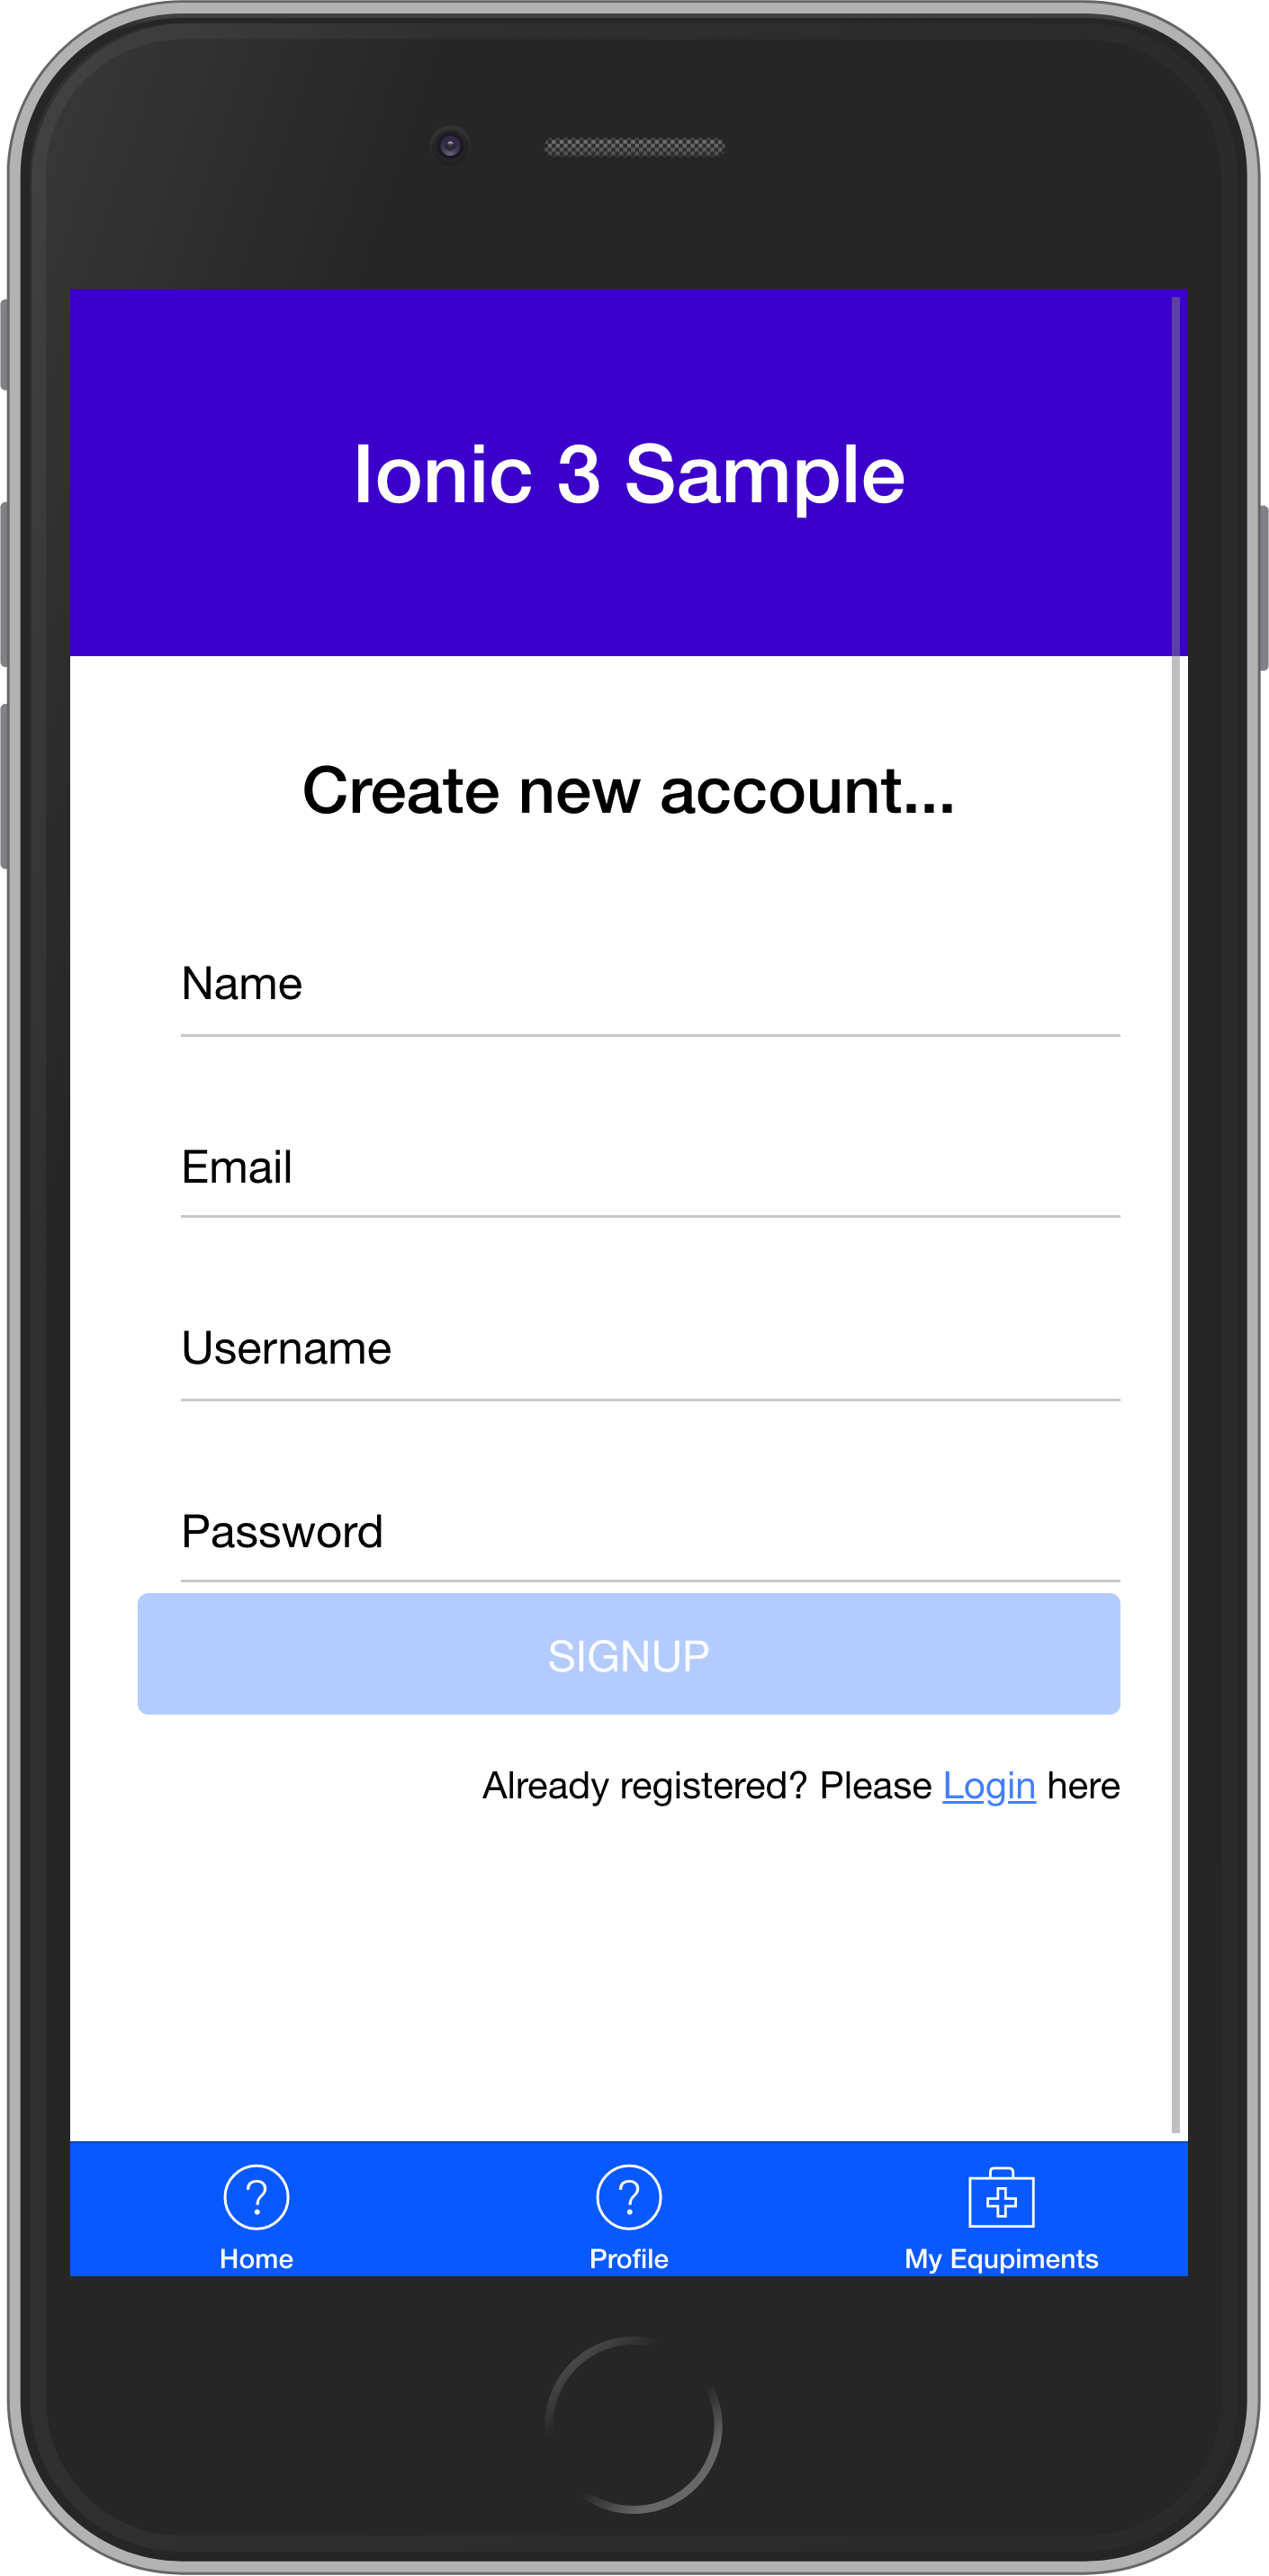 Ionic 3 Sample
Create new account...
Name
Email
Username
Password
SIGNUP
Already registered? Please Login here
Home
Profile
My Equpiments